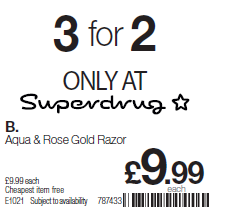 3 for 2
ONLY AT
Superdrug
B.
Aqua & Rose Gold Razor
£9.99
each
£9.99 each
Cheapest item free
E1021 Subject to availability 787433